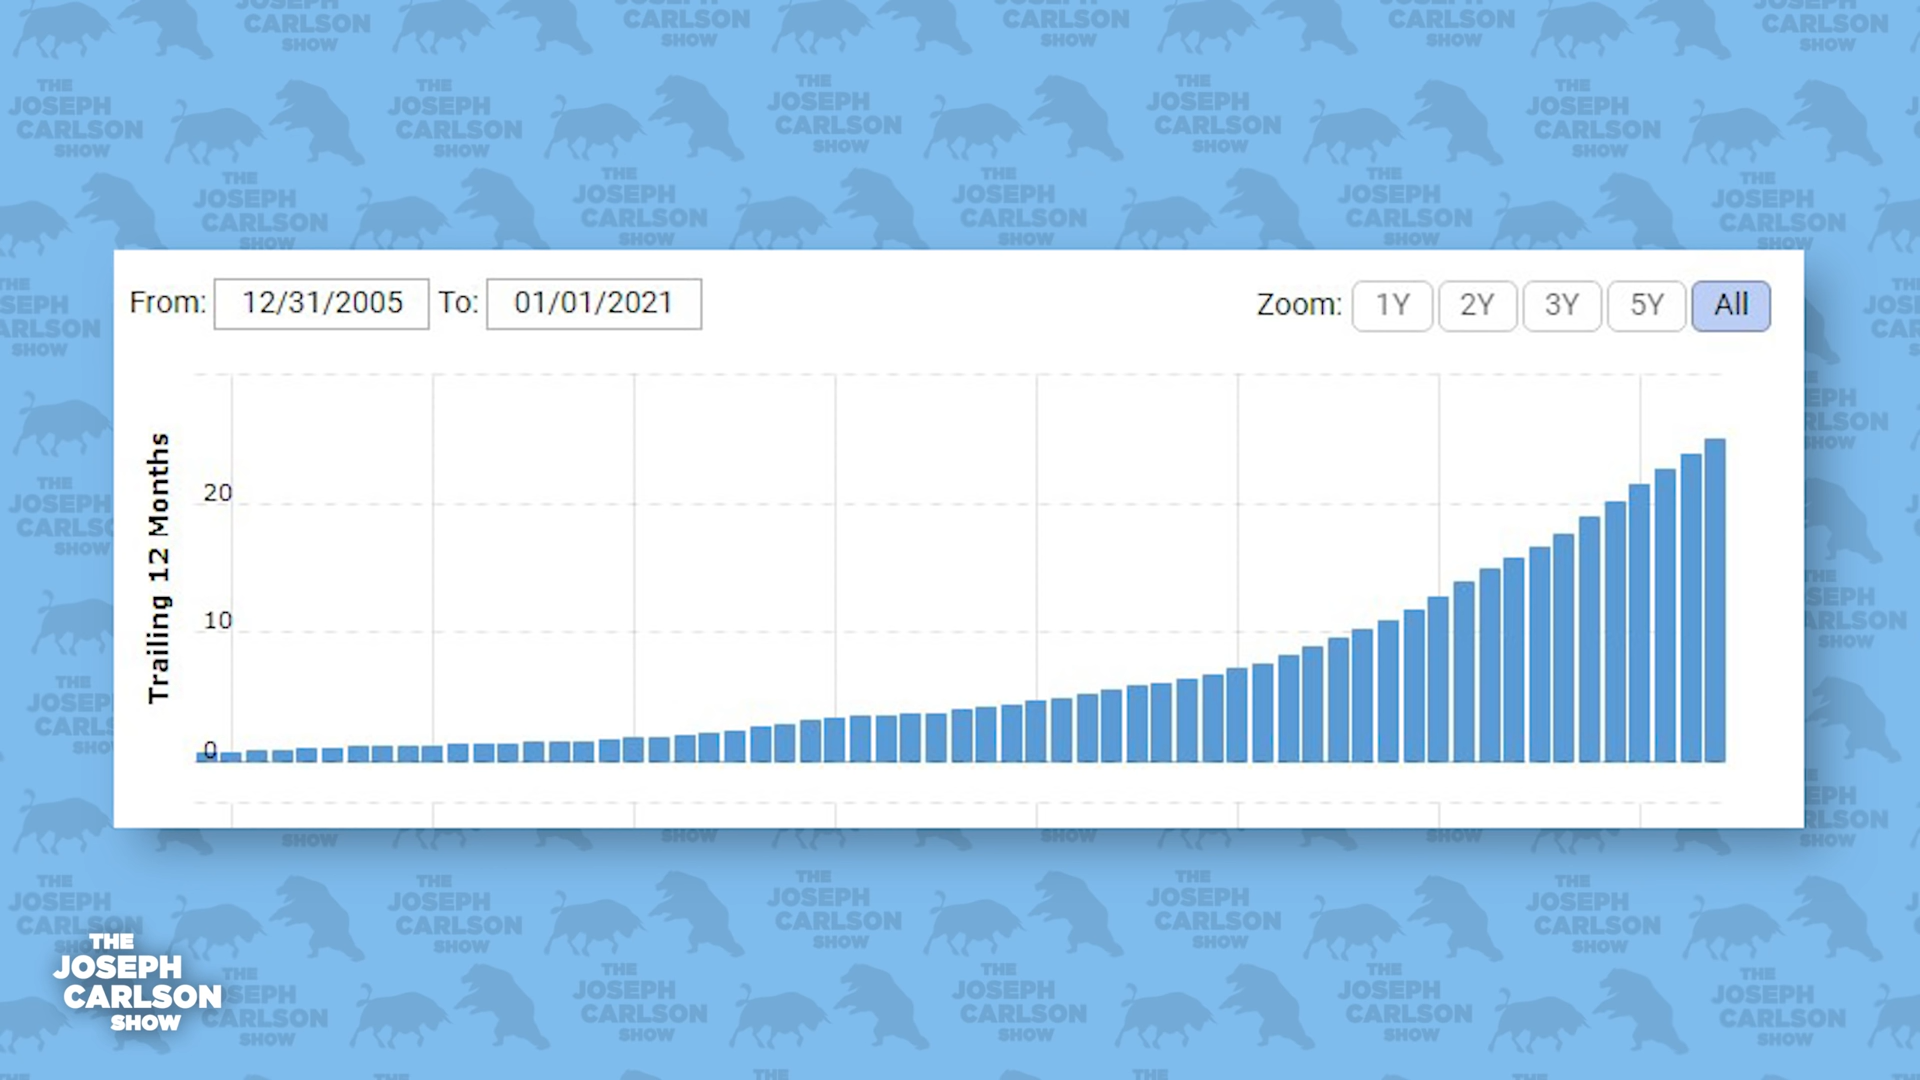 From: 12/31/2005 To: 01/01/2021 Zoom: 1Y 2Y 3Y 5Y All
Trailing 12 Months
20
10
0
THE
JOSEPH
CARLSON
SHOW